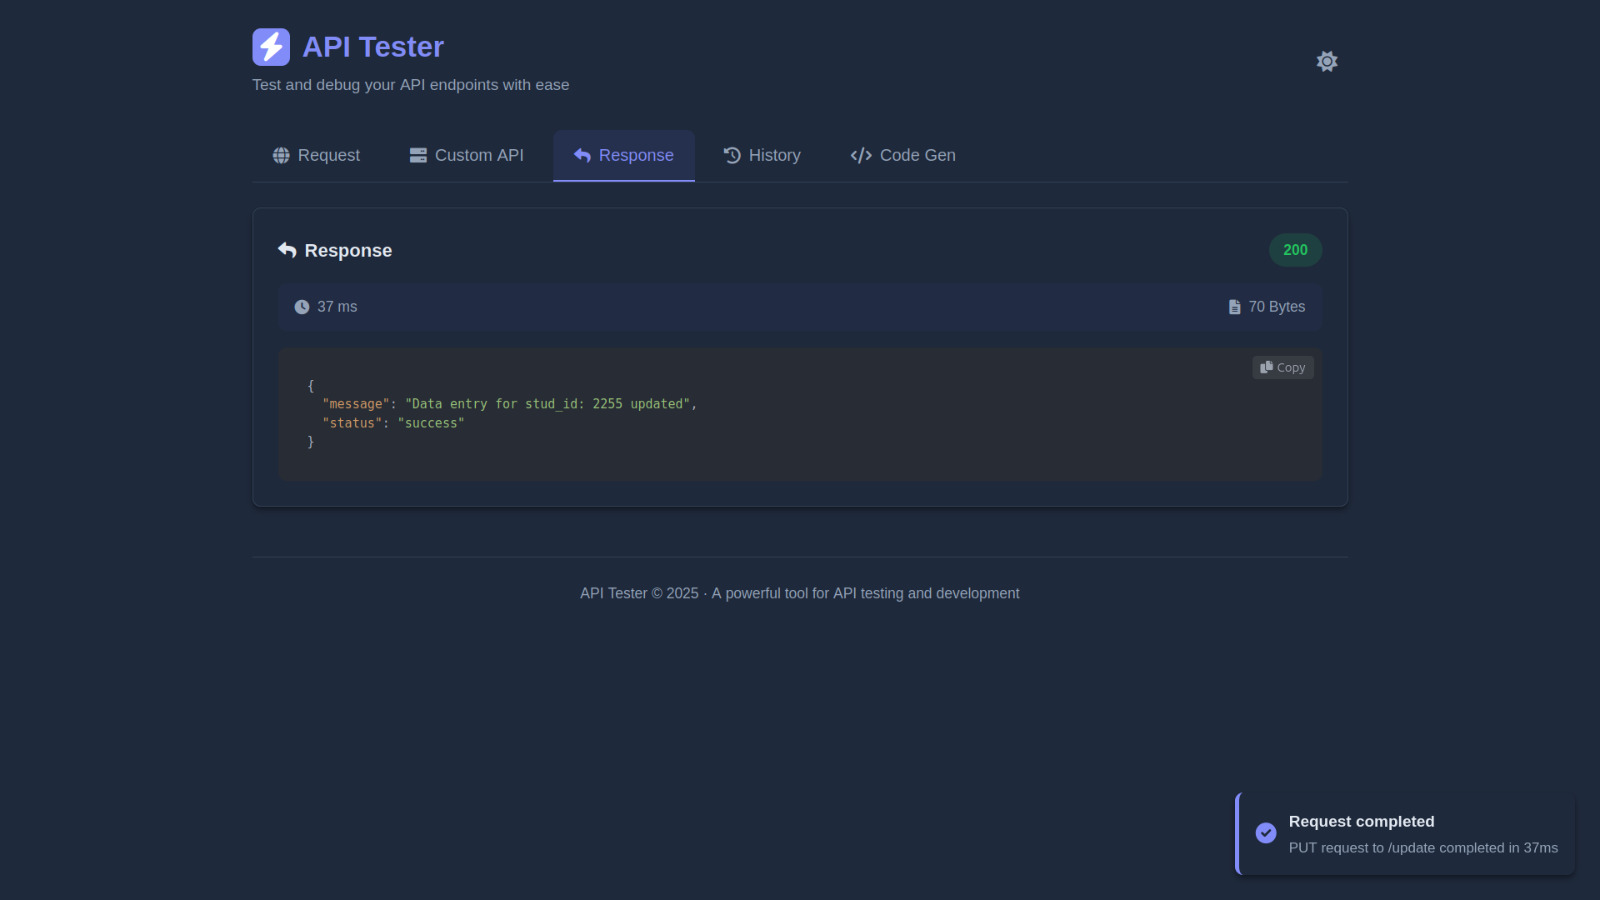 API Tester
Test and debug your API endpoints with ease
Request
Custom API
Response
History
Code Gen
Response
200
37 ms
70 Bytes
Copy
{
  "message": "Data entry for stud_id: 2255 updated",
  "status": "success"
}
API Tester © 2025 · A powerful tool for API testing and development
Request completed
PUT request to /update completed in 37ms